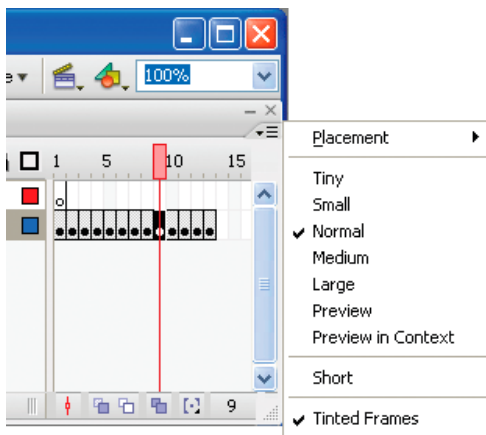 100%
1 5 10 15
9
Placement
Tiny
Small
Normal
Medium
Large
Preview
Preview in Context
Short
Tinted Frames